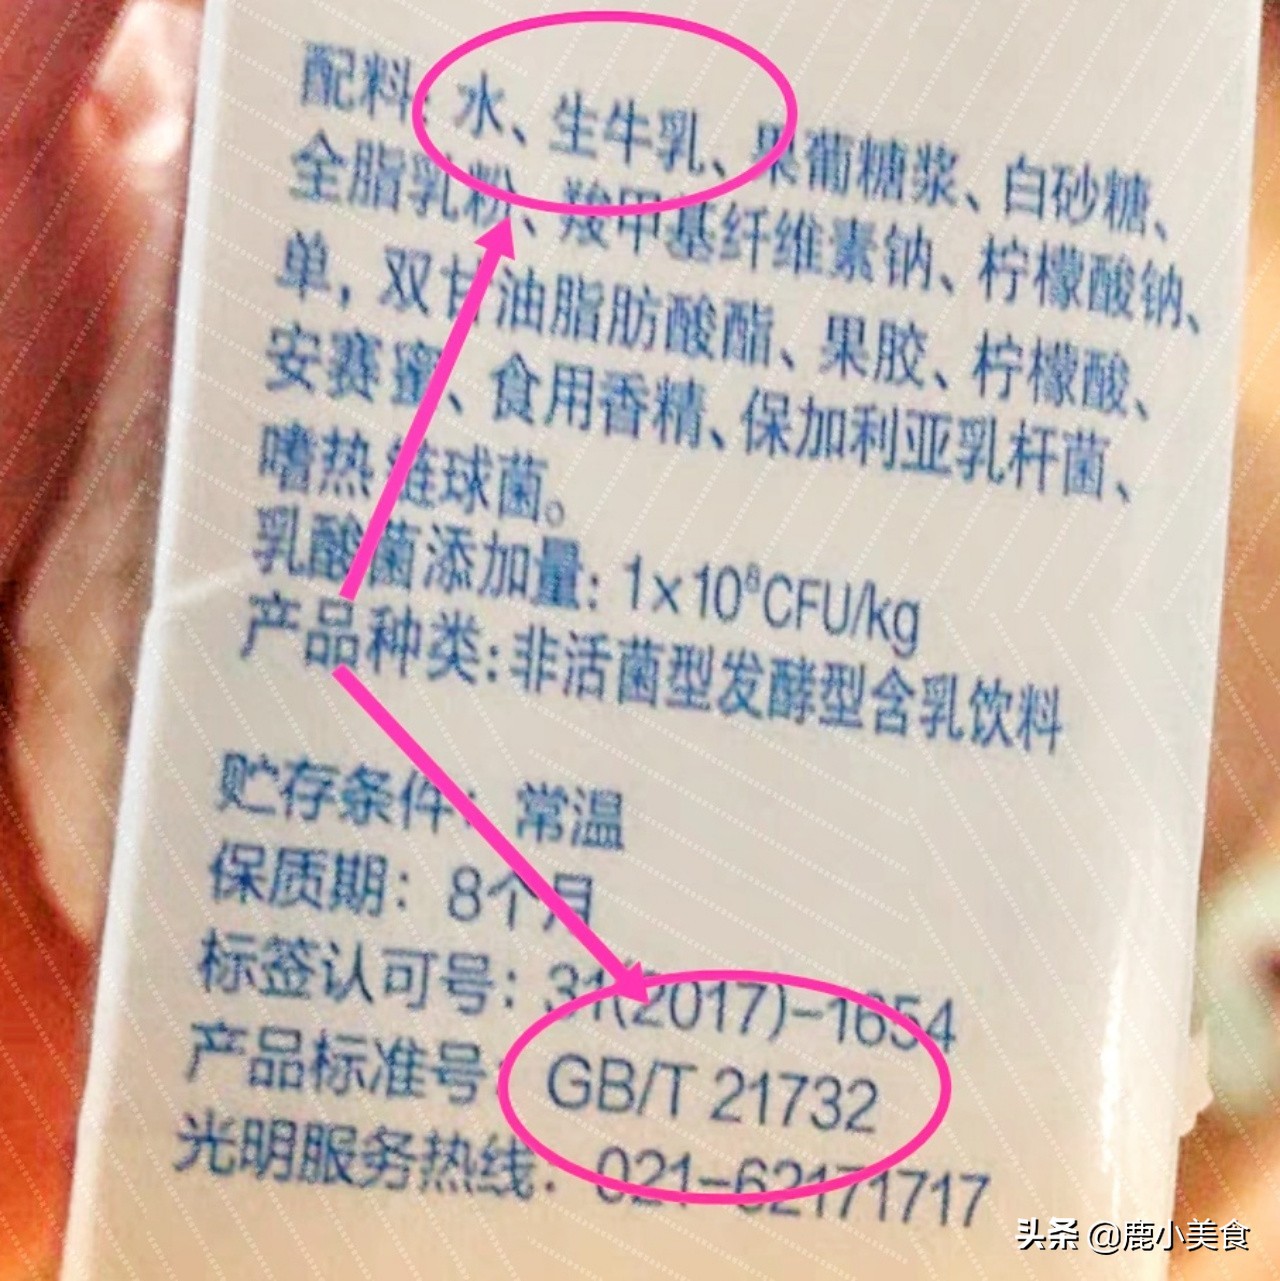 配料: 水、生牛乳、果葡糖浆、白砂糖、
全脂乳粉、羧甲基纤维素钠、柠檬酸钠、
单，双甘油脂肪酸酯、果胶、柠檬酸、
安赛蜜、食用香精、保加利亚乳杆菌、
嗜热链球菌。
乳酸菌添加量: 1×10⁸CFU/kg
产品种类: 非活菌型发酵型含乳饮料
贮存条件: 常温
保质期: 8个月
标签认可号: 31(2017)-1654
产品标准号: GB/T 21732
光明服务热线: 021-62171717
头条 @鹿小美食